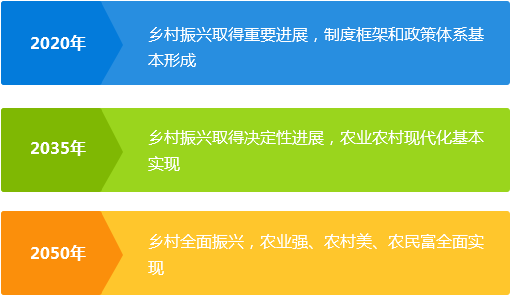 2020年
乡村振兴取得重要进展，制度框架和政策体系基
本形成
2035年
乡村振兴取得决定性进展，农业农村现代化基本
实现
2050年
乡村全面振兴，农业强、农村美、农民富全面实
现